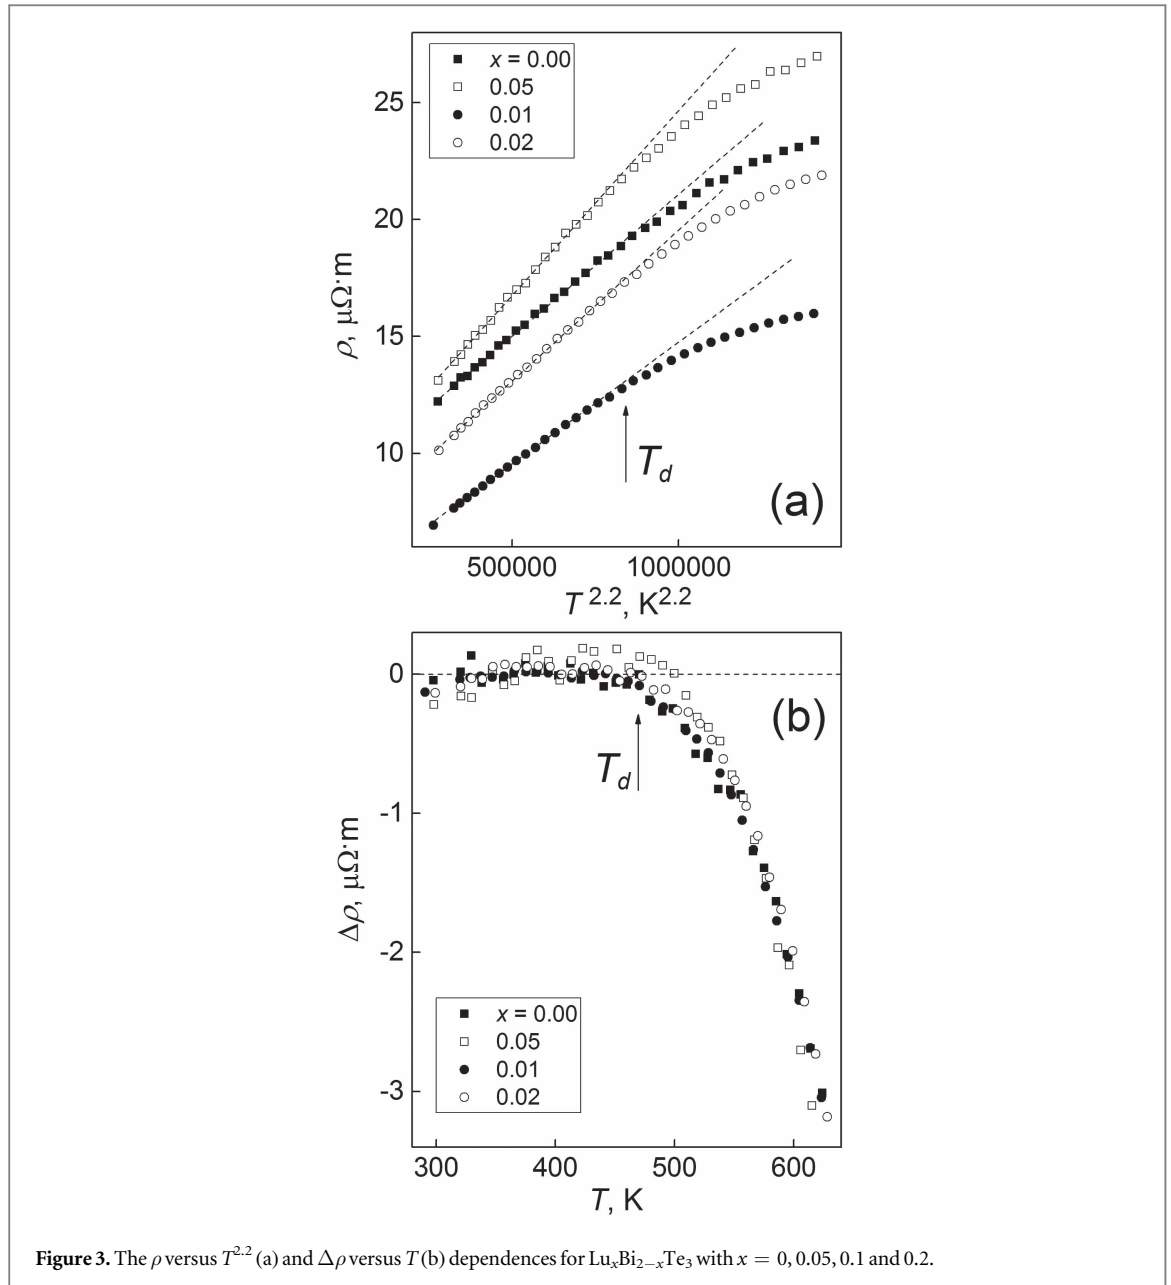 x = 0.00
0.05
0.01
0.02
25
20
15
10
ρ, μΩ·m
T_d
(a)
500000 1000000
T^2.2, K^2.2
0
-1
-2
-3
Δρ, μΩ·m
(b)
T_d
x = 0.00
0.05
0.01
0.02
300 400 500 600
T, K
Figure 3. The ρ versus T^2.2 (a) and Δρ versus T (b) dependences for Lu_xBi_2−xTe_3 with x = 0, 0.05, 0.1 and 0.2.